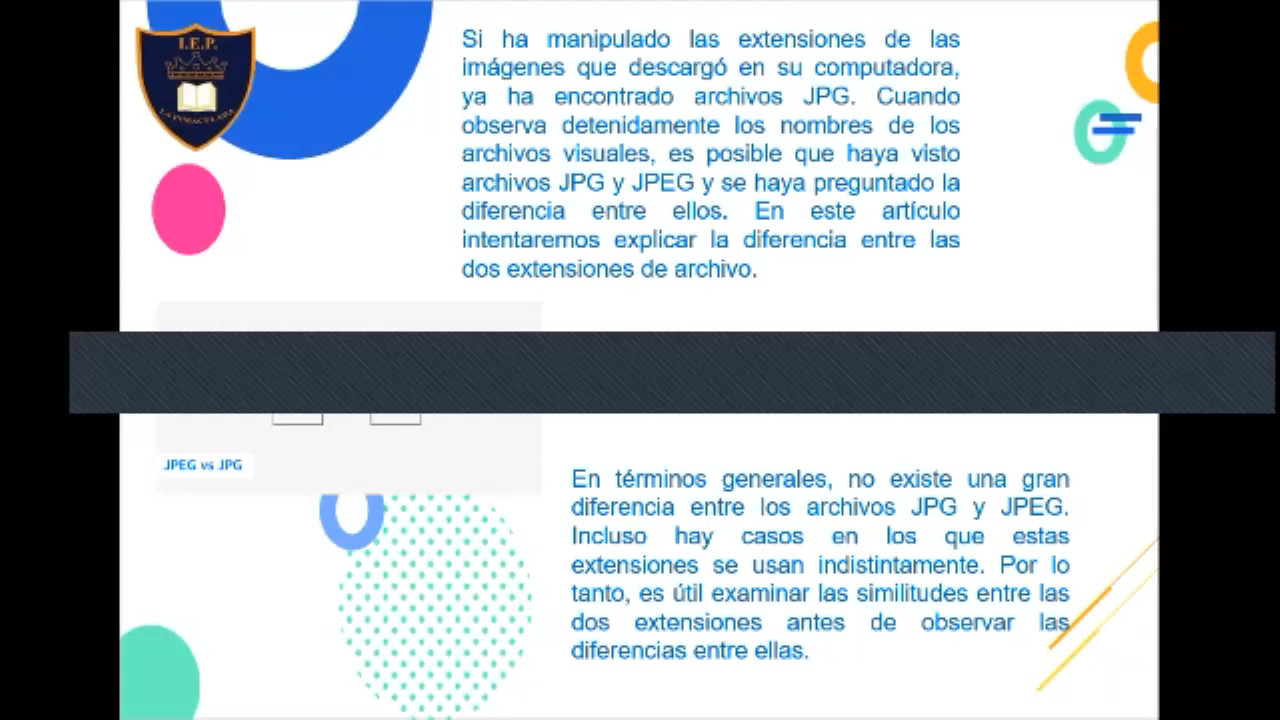 I.E.P.
LA INMACULADA
Si ha manipulado las extensiones de las
imágenes que descargó en su computadora,
ya ha encontrado archivos JPG. Cuando
observa detenidamente los nombres de los
archivos visuales, es posible que haya visto
archivos JPG y JPEG y se haya preguntado la
diferencia entre ellos. En este artículo
intentaremos explicar la diferencia entre las
dos extensiones de archivo.
JPEG vs JPG
En términos generales, no existe una gran
diferencia entre los archivos JPG y JPEG.
Incluso hay casos en los que estas
extensiones se usan indistintamente. Por lo
tanto, es útil examinar las similitudes entre las
dos extensiones antes de observar las
diferencias entre ellas.